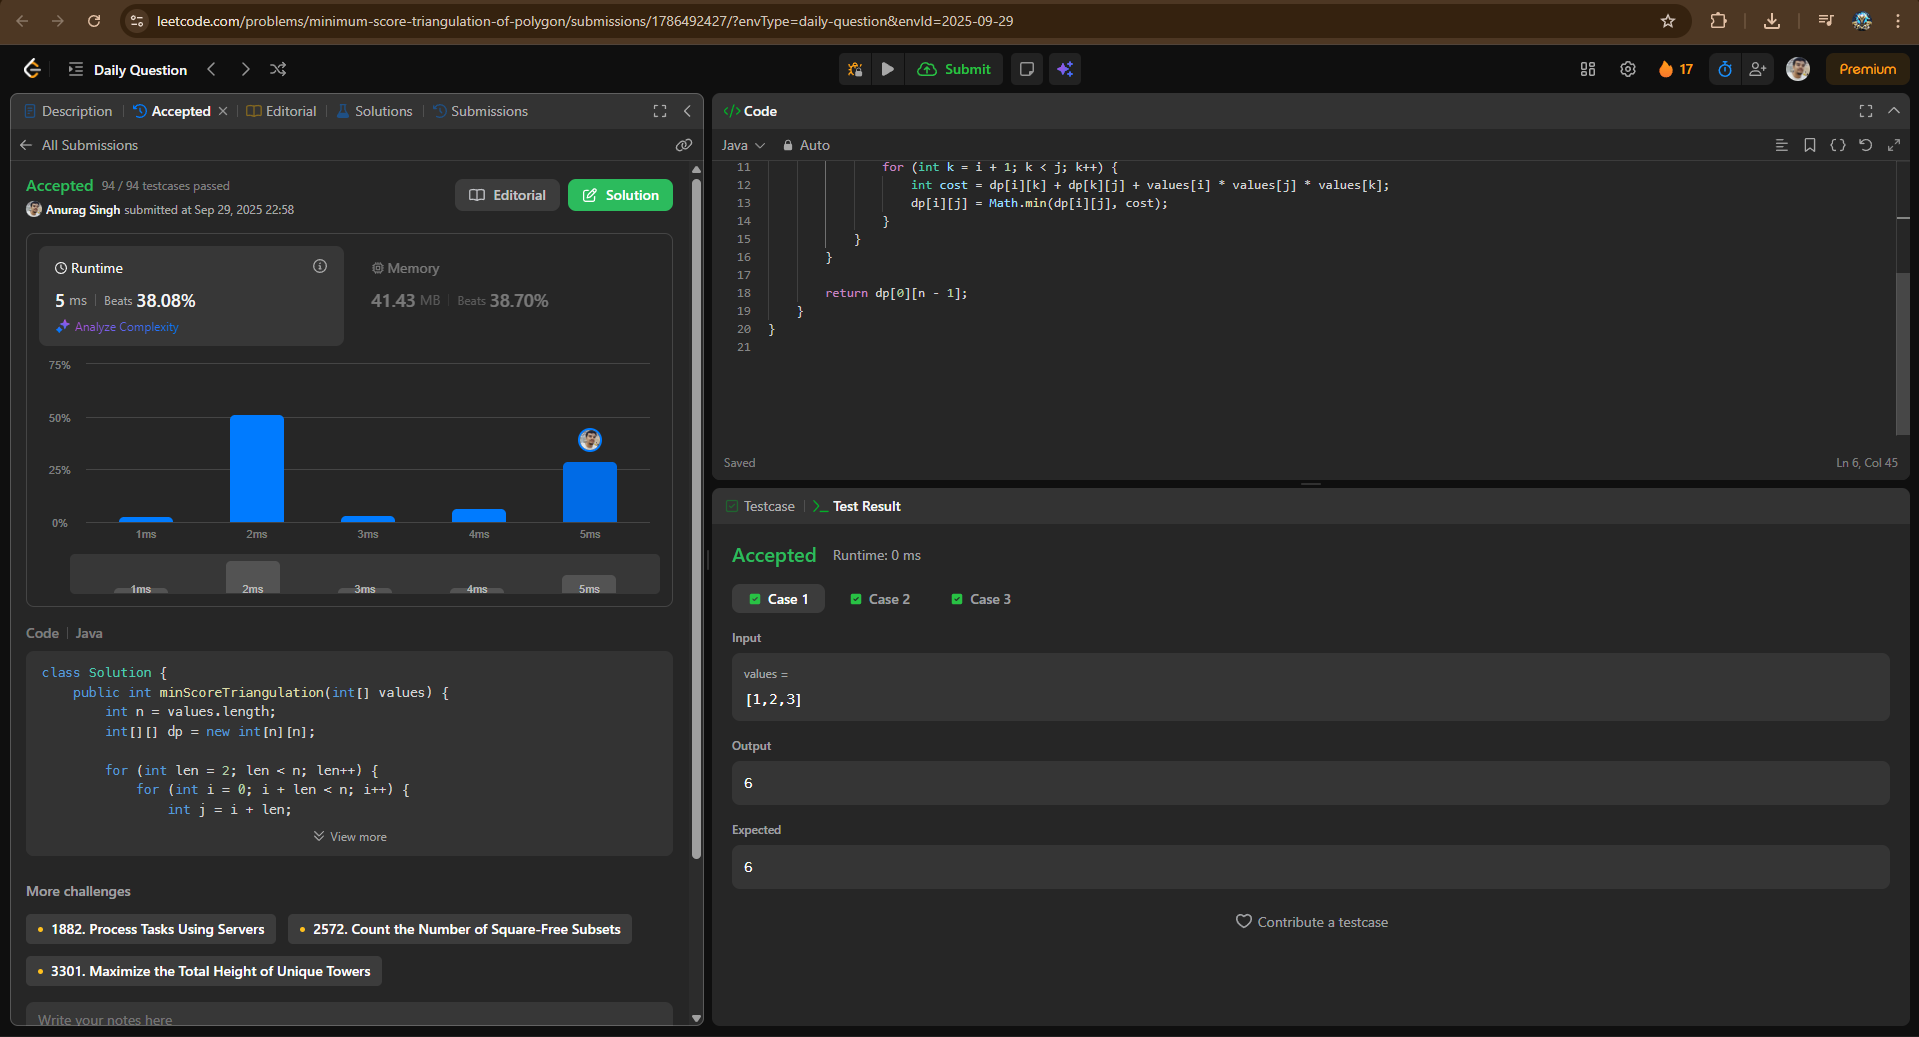 leetcode.com/problems/minimum-score-triangulation-of-polygon/submissions/1786492427/?envType=daily-question&envId=2025-09-29
Daily Question
Submit
17
Premium
Description
Accepted
Editorial
Solutions
Submissions
All Submissions
Accepted 94 / 94 testcases passed
Anurag Singh submitted at Sep 29, 2025 22:58
Editorial
Solution
Runtime
5 ms Beats 38.08%
Analyze Complexity
Memory
41.43 MB Beats 38.70%
75%
50%
25%
0%
1ms 2ms 3ms 4ms 5ms
1ms 2ms 3ms 4ms 5ms
Code Java
class Solution {
    public int minScoreTriangulation(int[] values) {
        int n = values.length;
        int[][] dp = new int[n][n];
        for (int len = 2; len < n; len++) {
            for (int i = 0; i + len < n; i++) {
                int j = i + len;
View more
More challenges
1882. Process Tasks Using Servers
2572. Count the Number of Square-Free Subsets
3301. Maximize the Total Height of Unique Towers
Write your notes here
</> Code
Java Auto
11 for (int k = i + 1; k < j; k++) {
12 int cost = dp[i][k] + dp[k][j] + values[i] * values[j] * values[k];
13 dp[i][j] = Math.min(dp[i][j], cost);
14 }
15 }
16 }
17
18 return dp[0][n - 1];
19 }
20 }
21
Saved
Ln 6, Col 45
Testcase
Test Result
Accepted Runtime: 0 ms
Case 1 Case 2 Case 3
Input
values =
[1,2,3]
Output
6
Expected
6
Contribute a testcase